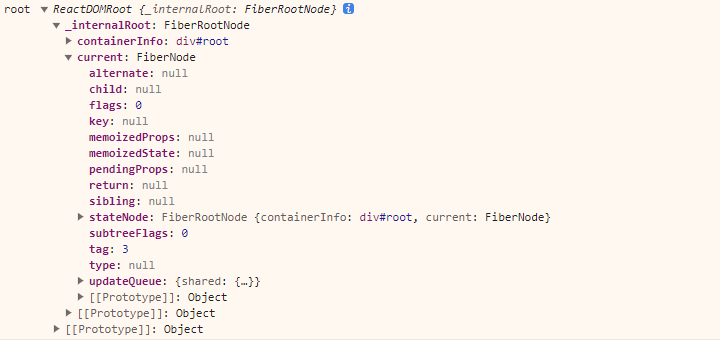 root ▼ ReactDOMRoot {_internalRoot: FiberRootNode} i
▼ _internalRoot: FiberRootNode
▶ containerInfo: div#root
▼ current: FiberNode
alternate: null
child: null
flags: 0
key: null
memoizedProps: null
memoizedState: null
pendingProps: null
return: null
sibling: null
▶ stateNode: FiberRootNode {containerInfo: div#root, current: FiberNode}
subtreeFlags: 0
tag: 3
type: null
▶ updateQueue: {shared: {…}}
▶ [[Prototype]]: Object
▶ [[Prototype]]: Object
▶ [[Prototype]]: Object